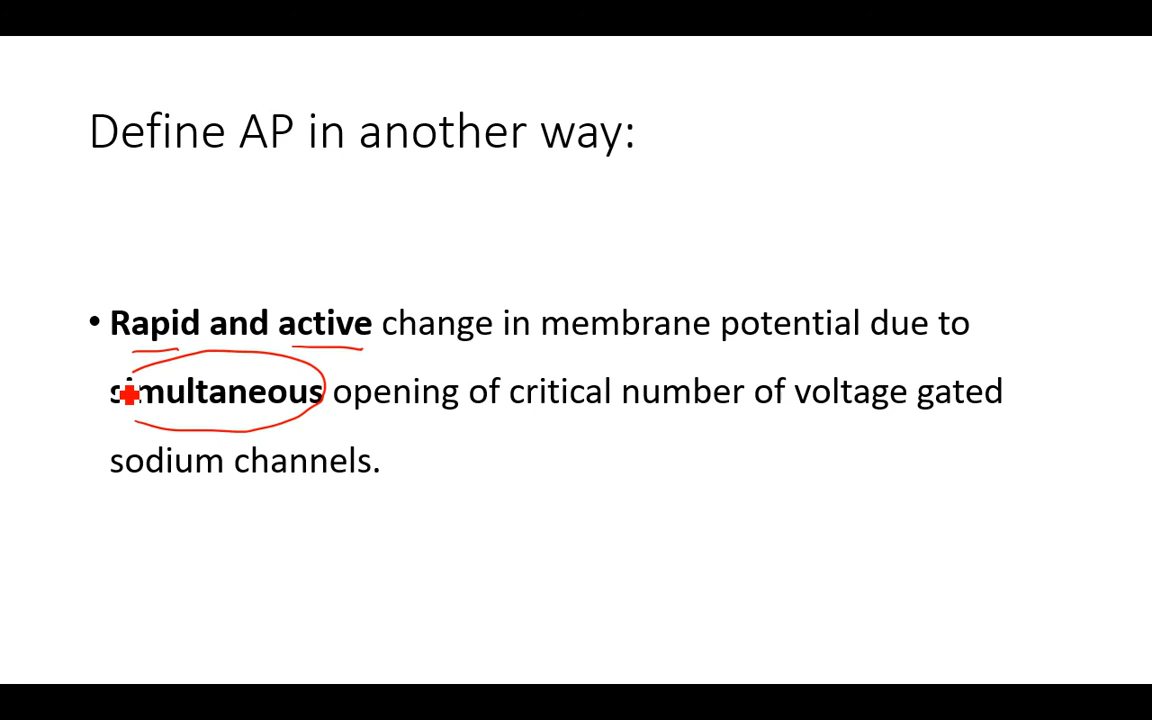 Define AP in another way:
• Rapid and active change in membrane potential due to
simultaneous opening of critical number of voltage gated
sodium channels.